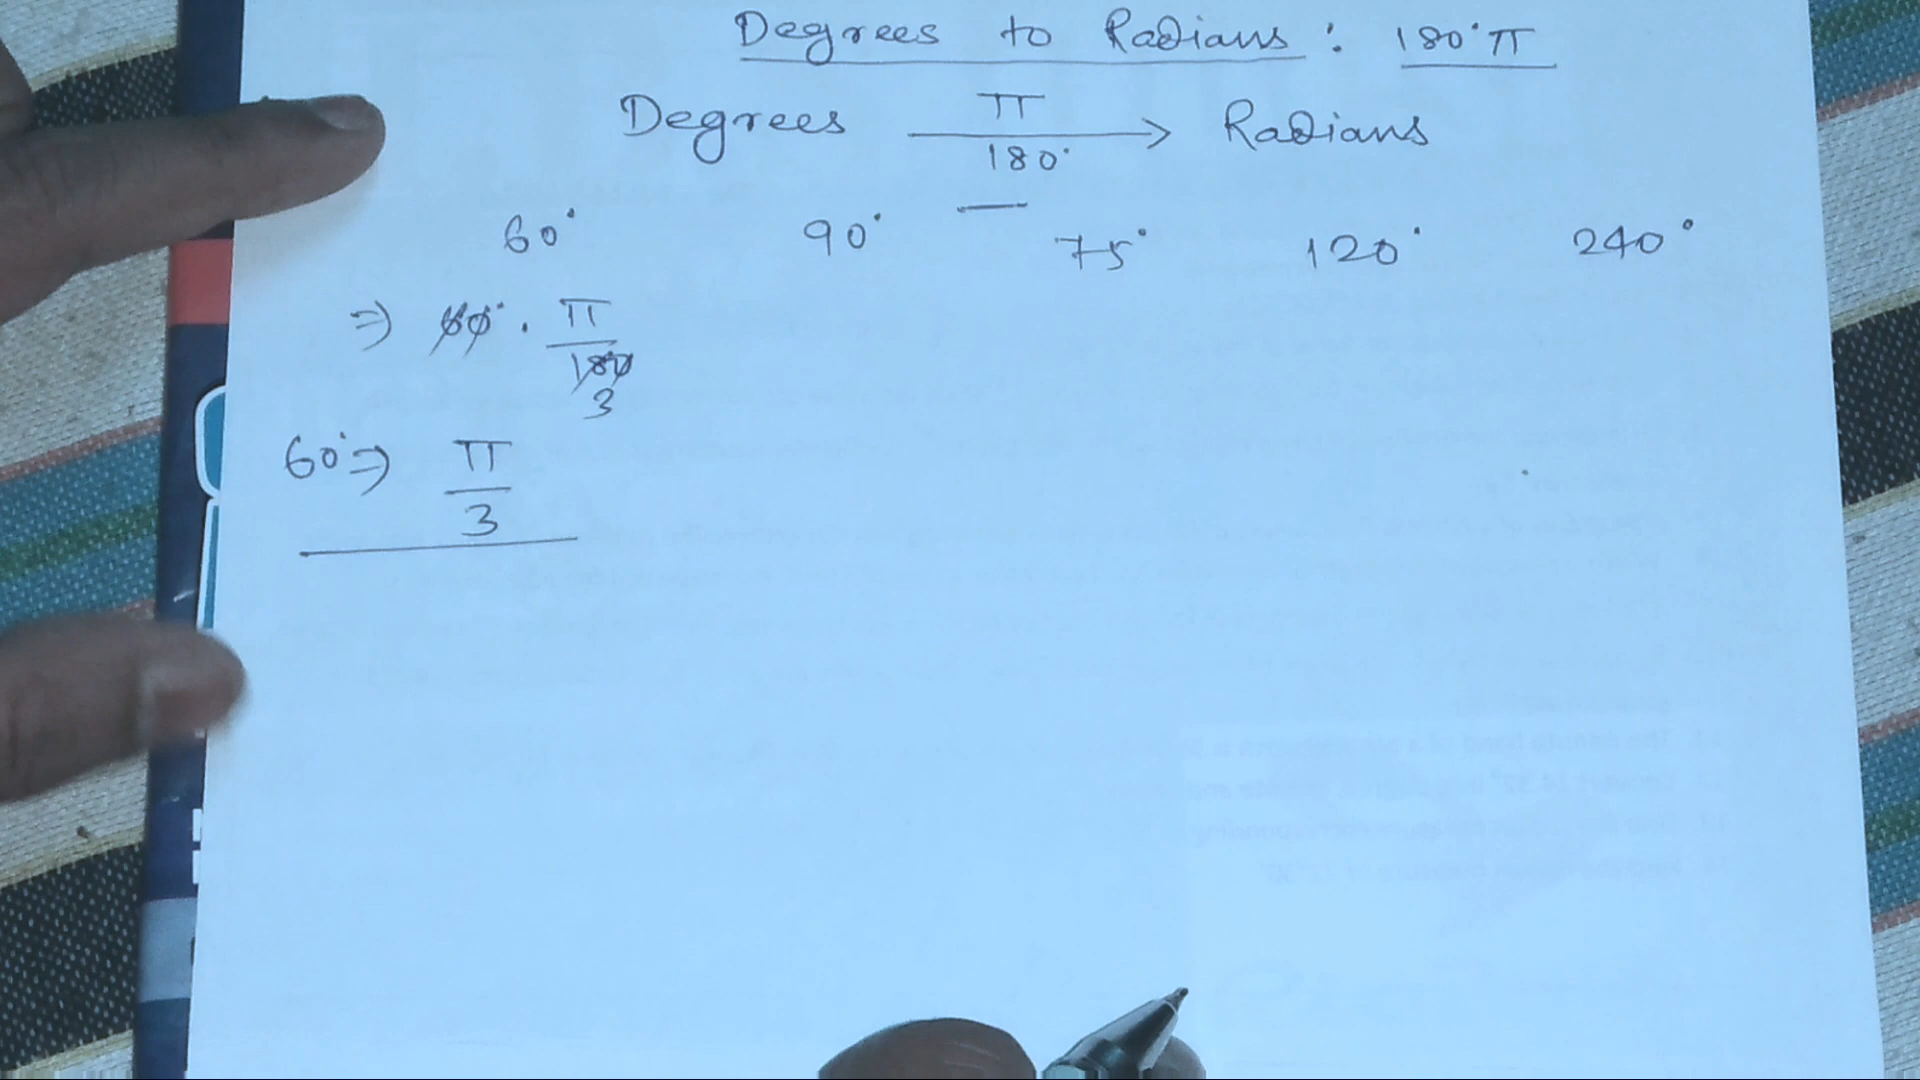 Degrees to Radians : 180° π
Degrees π/180° → Radians
60° 90° 75° 120° 240°
⇒ 60° · π/180
3
60° ⇒ π/3